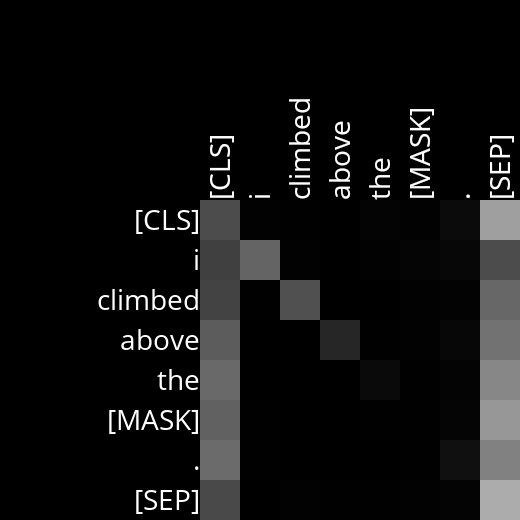 [CLS] i climbed above the [MASK] . [SEP]
[CLS]
i
climbed
above
the
[MASK]
.
[SEP]